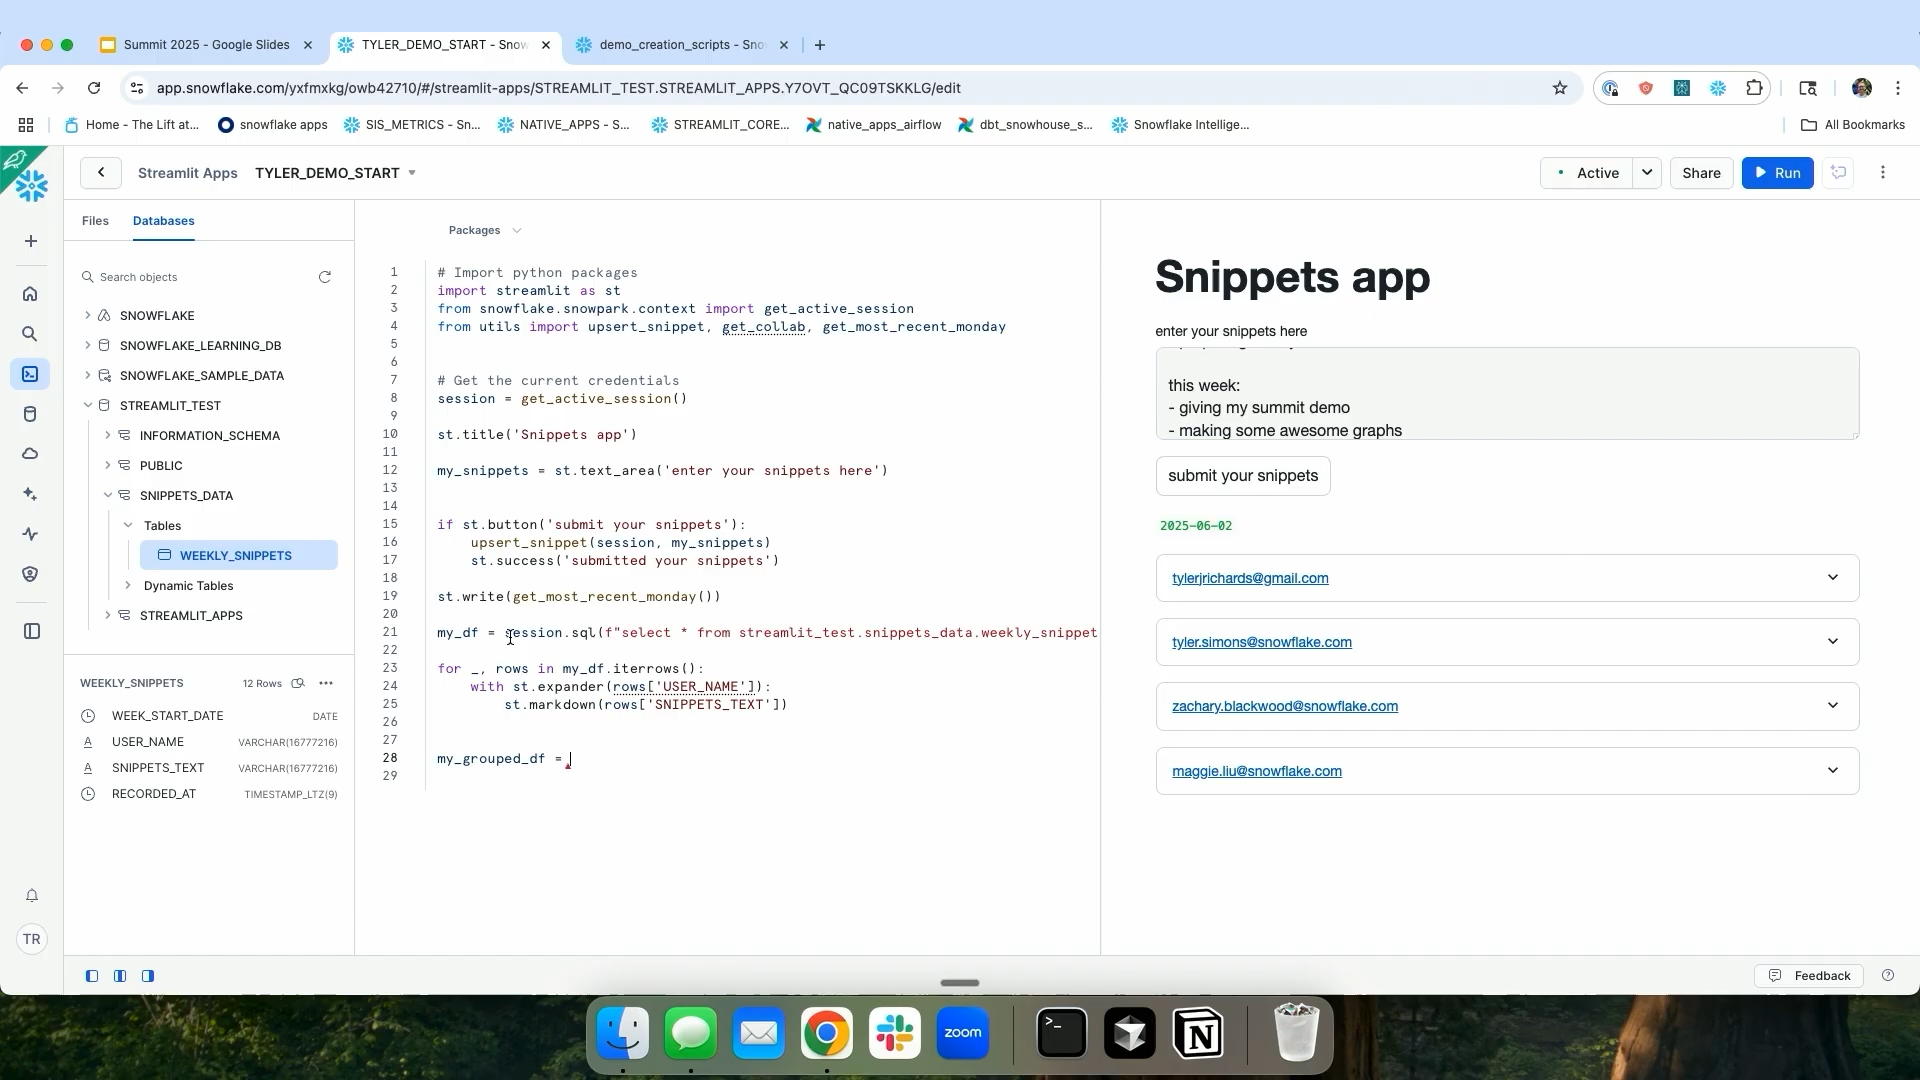 Summit 2025 - Google Slides
TYLER_DEMO_START - Snow
demo_creation_scripts - Sno
app.snowflake.com/yxfmxkg/owb42710/#/streamlit-apps/STREAMLIT_TEST.STREAMLIT_APPS.Y7OVT_QC09TSKKLG/edit
Home - The Lift at...
snowflake apps
SIS_METRICS - Sn...
NATIVE_APPS - S...
STREAMLIT_CORE...
native_apps_airflow
dbt_snowhouse_s...
Snowflake Intellige...
All Bookmarks
Streamlit Apps
TYLER_DEMO_START
Active
Share
Run
Files
Databases
Search objects
SNOWFLAKE
SNOWFLAKE_LEARNING_DB
SNOWFLAKE_SAMPLE_DATA
STREAMLIT_TEST
INFORMATION_SCHEMA
PUBLIC
SNIPPETS_DATA
Tables
WEEKLY_SNIPPETS
Dynamic Tables
STREAMLIT_APPS
WEEKLY_SNIPPETS 12 Rows
WEEK_START_DATE DATE
USER_NAME VARCHAR(16777216)
SNIPPETS_TEXT VARCHAR(16777216)
RECORDED_AT TIMESTAMP_LTZ(9)
TR
Packages
1 # Import python packages
2 import streamlit as st
3 from snowflake.snowpark.context import get_active_session
4 from utils import upsert_snippet, get_collab, get_most_recent_monday
5
6
7 # Get the current credentials
8 session = get_active_session()
9
10 st.title('Snippets app')
11
12 my_snippets = st.text_area('enter your snippets here')
13
14
15 if st.button('submit your snippets'):
16 upsert_snippet(session, my_snippets)
17 st.success('submitted your snippets')
18
19 st.write(get_most_recent_monday())
20
21 my_df = session.sql(f"select * from streamlit_test.snippets_data.weekly_snippet
22
23 for _, rows in my_df.iterrows():
24 with st.expander(rows['USER_NAME']):
25 st.markdown(rows['SNIPPETS_TEXT'])
26
27
28 my_grouped_df =
29
Snippets app
enter your snippets here
this week:
- giving my summit demo
- making some awesome graphs
submit your snippets
2025-06-02
tylerjrichards@gmail.com
tyler.simons@snowflake.com
zachary.blackwood@snowflake.com
maggie.liu@snowflake.com
Feedback
zoom